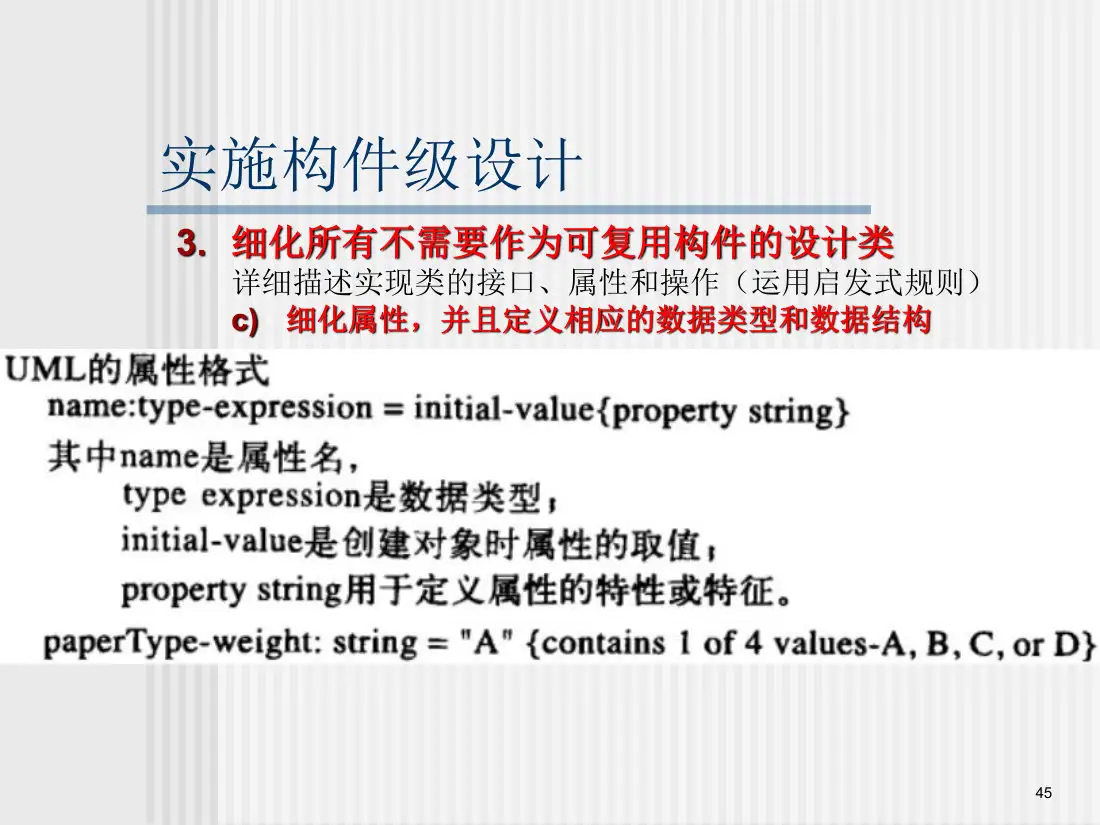 实施构件级设计
3. 细化所有不需要作为可复用构件的设计类
详细描述实现类的接口、属性和操作（运用启发式规则）
c) 细化属性，并且定义相应的数据类型和数据结构
UML的属性格式
name:type-expression = initial-value{property string}
其中name是属性名，
type expression是数据类型；
initial-value是创建对象时属性的取值；
property string用于定义属性的特性或特征。
paperType-weight: string = "A" {contains 1 of 4 values-A, B, C, or D}
45